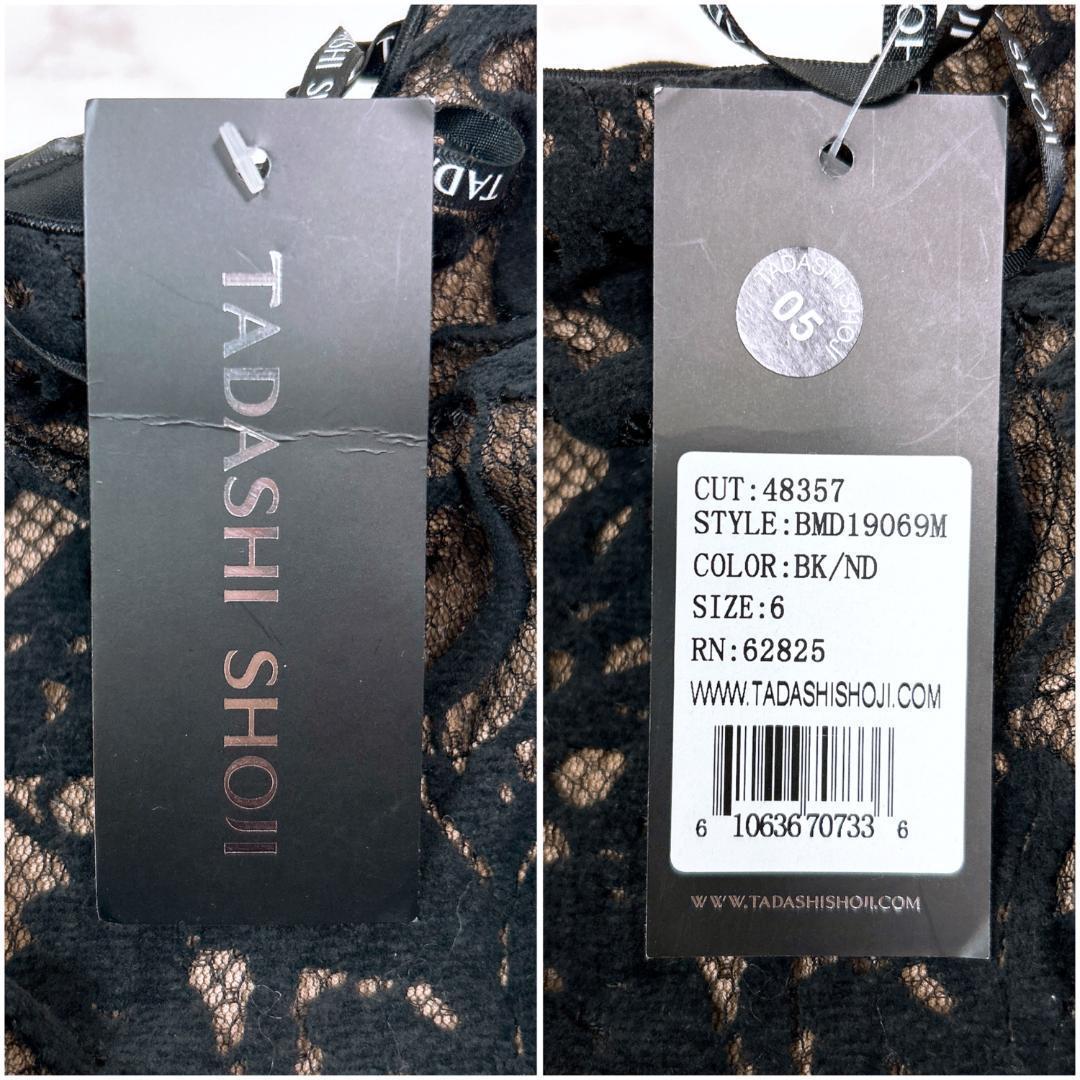 TADASHI SHOJI
TADASHI SHOJI
05
CUT:48357
STYLE:BMD19069M
COLOR:BK/ND
SIZE:6
RN:62825
WWW.TADASHISHOJI.COM
6 10636 70733 6
WWW.TADASHISHOJI.COM
SHOJI